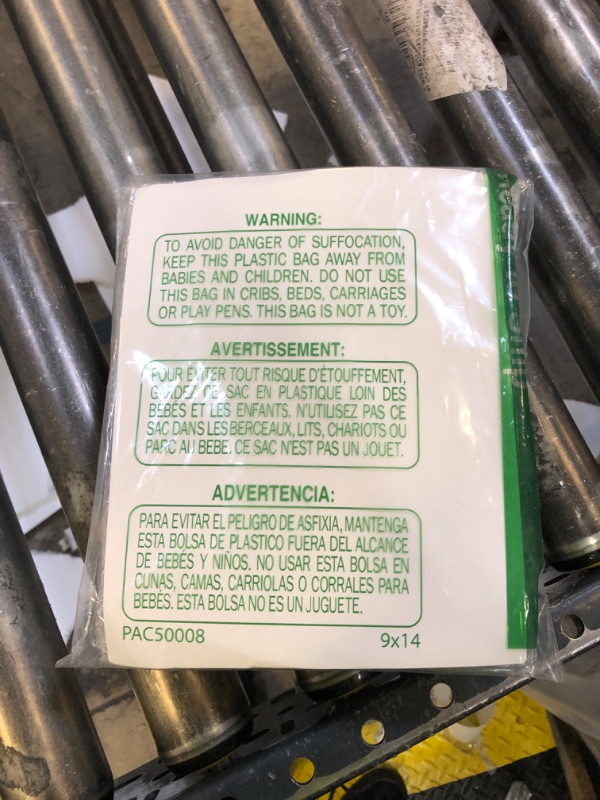 WARNING:
TO AVOID DANGER OF SUFFOCATION,
KEEP THIS PLASTIC BAG AWAY FROM
BABIES AND CHILDREN. DO NOT USE
THIS BAG IN CRIBS, BEDS, CARRIAGES
OR PLAY PENS. THIS BAG IS NOT A TOY.
AVERTISSEMENT:
POUR EVITER TOUT RISQUE D'ÉTOUFFEMENT,
GARDEZ CE SAC EN PLASTIQUE LOIN DES
BÉBÉS ET LES ENFANTS. N'UTILISEZ PAS CE
SAC DANS LES BERCEAUX, LITS, CHARIOTS OU
PARC AU BEBE. CE SAC N'EST PAS UN JOUET.
ADVERTENCIA:
PARA EVITAR EL PELIGRO DE ASFIXIA, MANTENGA
ESTA BOLSA DE PLASTICO FUERA DEL ALCANCE
DE BEBÉS Y NIÑOS. NO USAR ESTA BOLSA EN
CUNAS, CAMAS, CARRIOLAS O CORRALES PARA
BEBÉS. ESTA BOLSA NO ES UN JUGUETE.
PAC50008 9x14